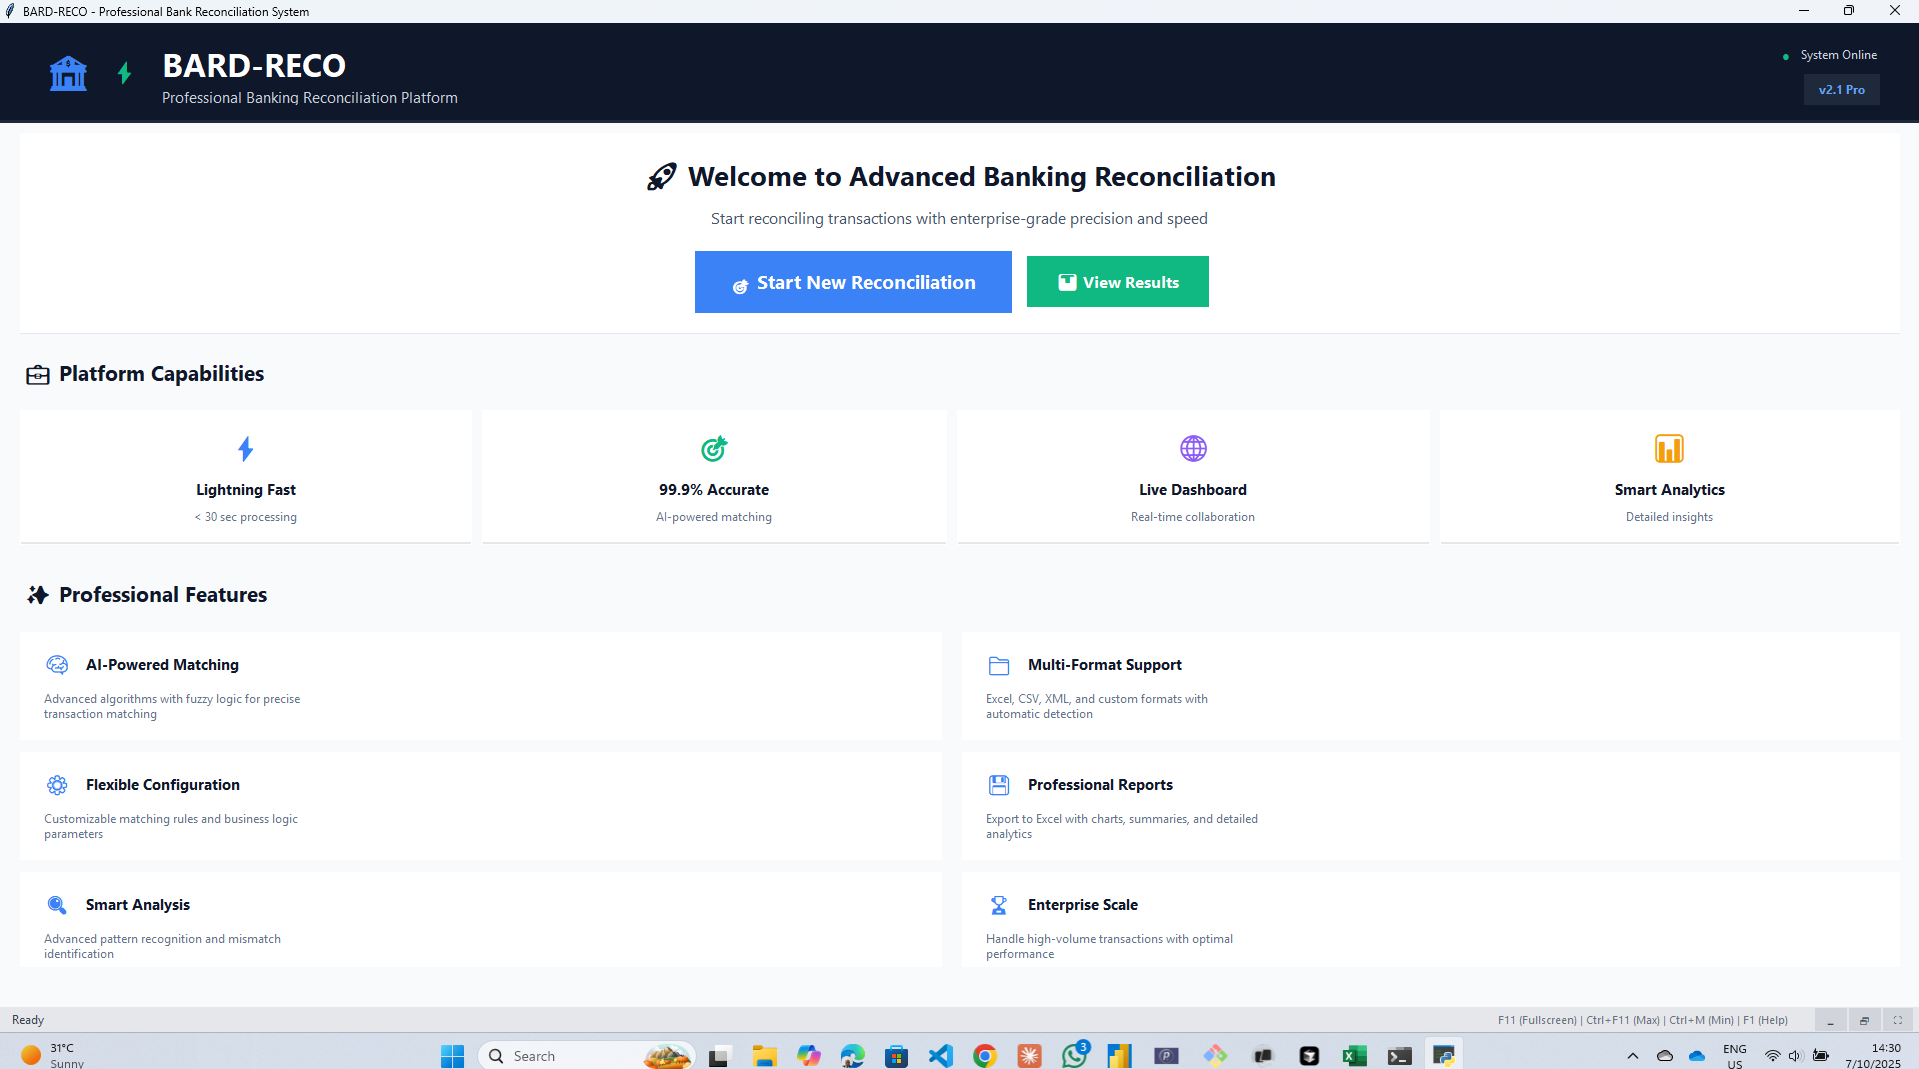 BARD-RECO - Professional Bank Reconciliation System
BARD-RECO
Professional Banking Reconciliation Platform
System Online
v2.1 Pro
Welcome to Advanced Banking Reconciliation
Start reconciling transactions with enterprise-grade precision and speed
Start New Reconciliation
View Results
Platform Capabilities
Lightning Fast
< 30 sec processing
99.9% Accurate
AI-powered matching
Live Dashboard
Real-time collaboration
Smart Analytics
Detailed insights
Professional Features
AI-Powered Matching
Advanced algorithms with fuzzy logic for precise
transaction matching
Multi-Format Support
Excel, CSV, XML, and custom formats with
automatic detection
Flexible Configuration
Customizable matching rules and business logic
parameters
Professional Reports
Export to Excel with charts, summaries, and detailed
analytics
Smart Analysis
Advanced pattern recognition and mismatch
identification
Enterprise Scale
Handle high-volume transactions with optimal
performance
Ready
F11 (Fullscreen) | Ctrl+F11 (Max) | Ctrl+M (Min) | F1 (Help)
31°C
Sunny
Search
3
ENG
US
14:30
7/10/2025